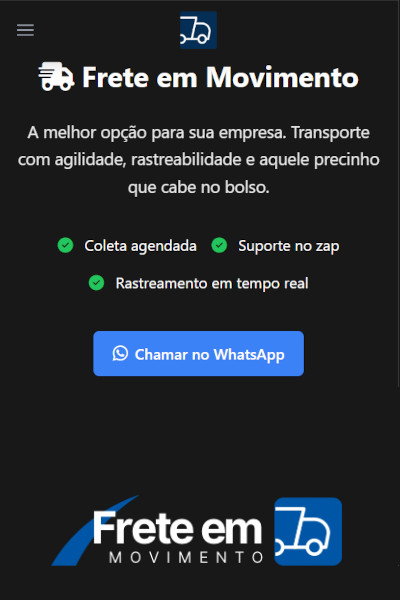 Frete em Movimento
A melhor opção para sua empresa. Transporte
com agilidade, rastreabilidade e aquele precinho
que cabe no bolso.
Coleta agendada Suporte no zap
Rastreamento em tempo real
Chamar no WhatsApp
Frete em
MOVIMENTO